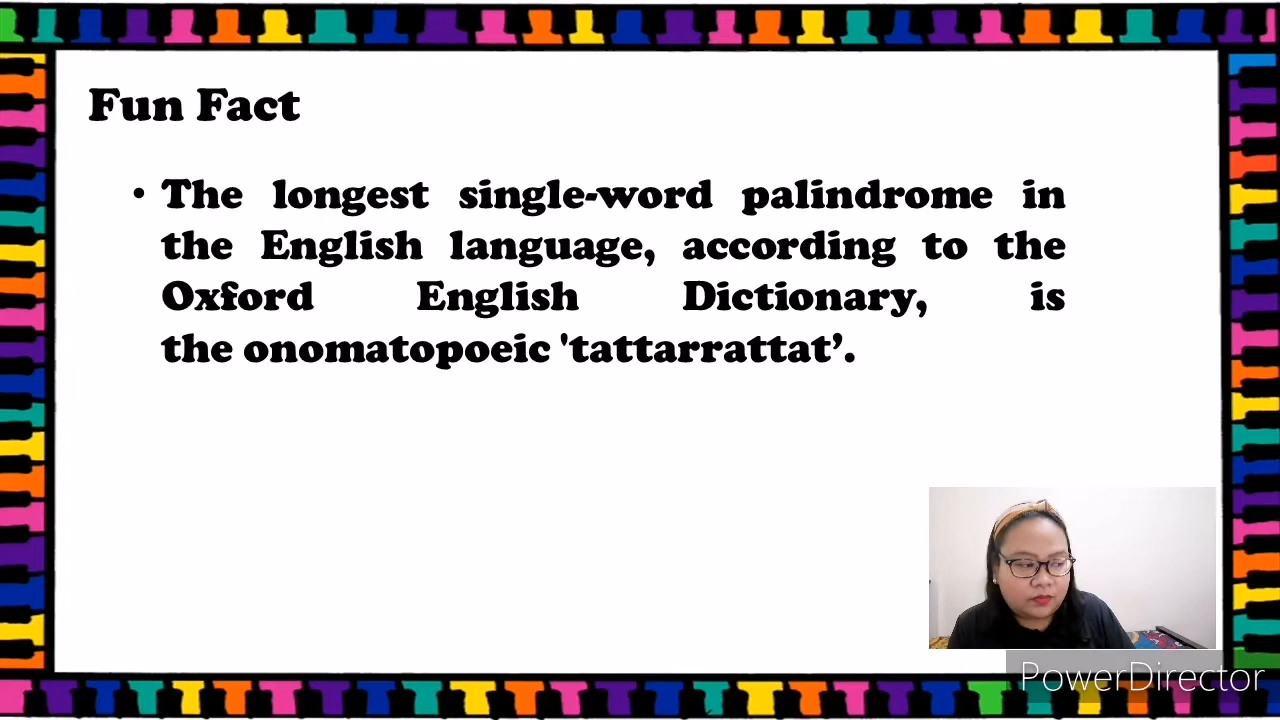 Fun Fact
• The longest single-word palindrome in
the English language, according to the
Oxford English Dictionary, is
the onomatopoeic 'tattarrattat’.
PowerDirector